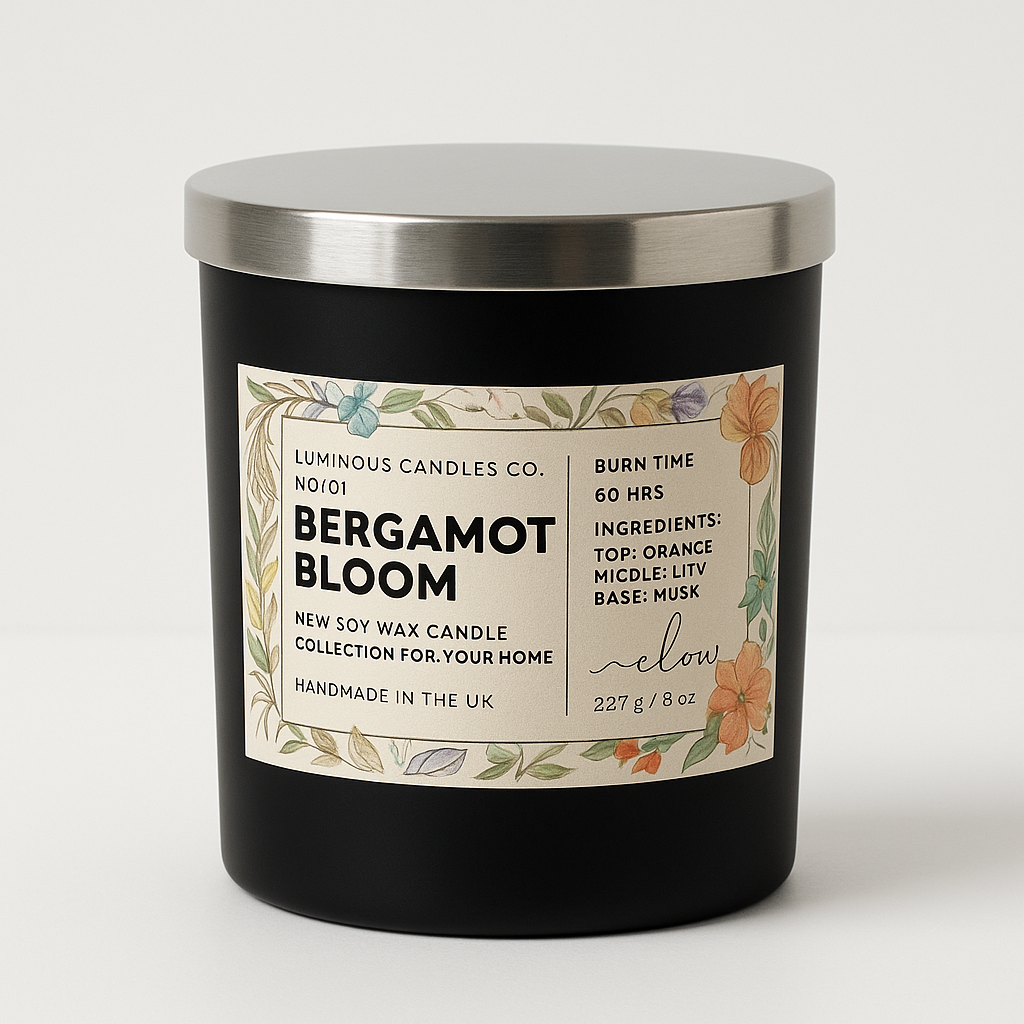 LUMINOUS CANDLES CO.
NO/01
BERGAMOT
BLOOM
NEW SOY WAX CANDLE
COLLECTION FOR.YOUR HOME
HANDMADE IN THE UK
BURN TIME
60 HRS
INGREDIENTS:
TOP: ORANGE
MICDLE: LITV
BASE: MUSK
elow
227 g / 8 oz